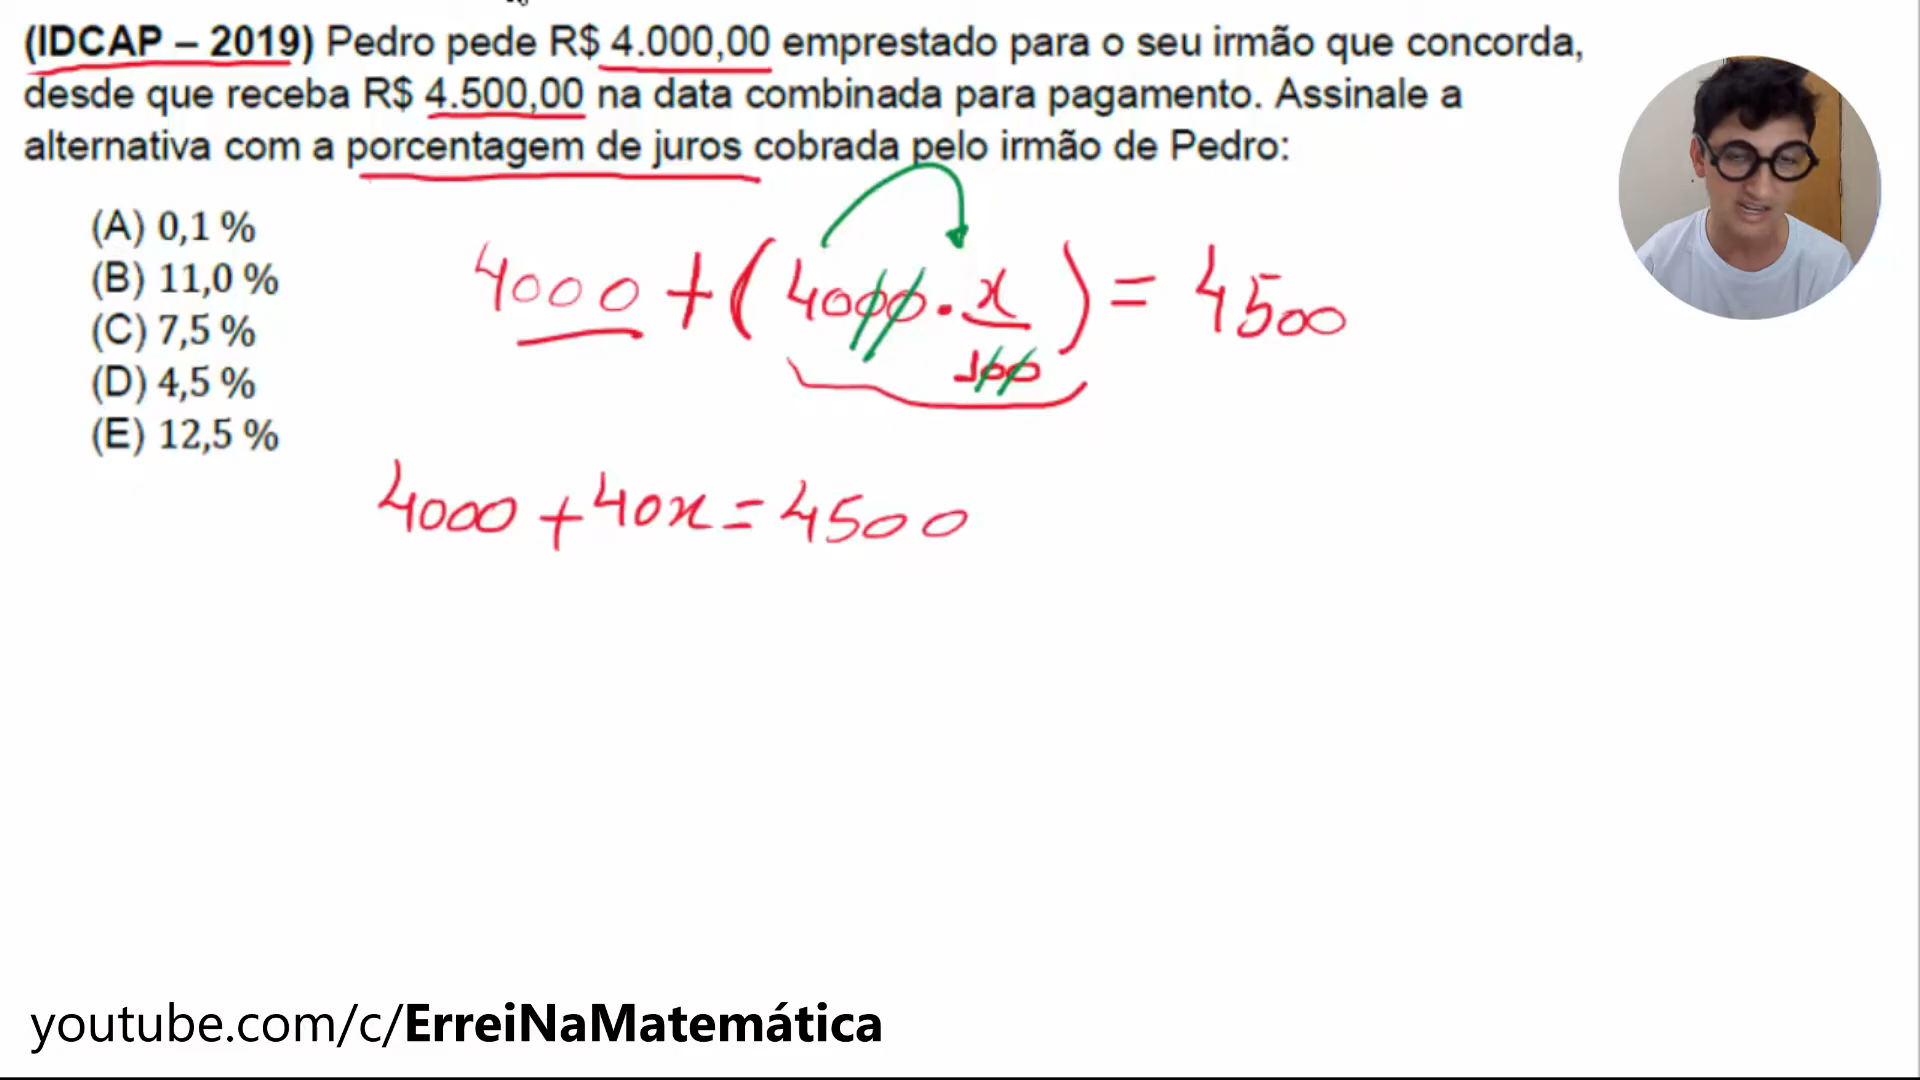 (IDCAP – 2019) Pedro pede R$ 4.000,00 emprestado para o seu irmão que concorda,
desde que receba R$ 4.500,00 na data combinada para pagamento. Assinale a
alternativa com a porcentagem de juros cobrada pelo irmão de Pedro:
(A) 0,1 %
(B) 11,0 %
(C) 7,5 %
(D) 4,5 %
(E) 12,5 %
4000 + (4000 . x/100) = 4500
4000 + 40x = 4500
youtube.com/c/ErreiNaMatemática